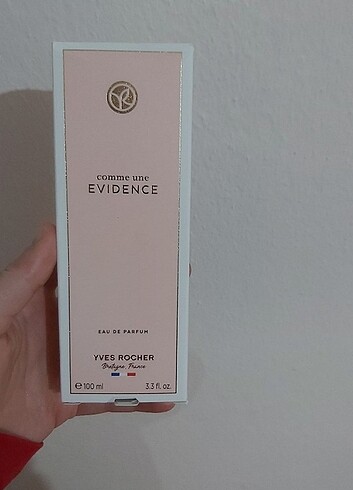 comme une
EVIDENCE
EAU DE PARFUM
YVES ROCHER
Bretagne, France
℮ 100 ml 3.3 fl. oz.